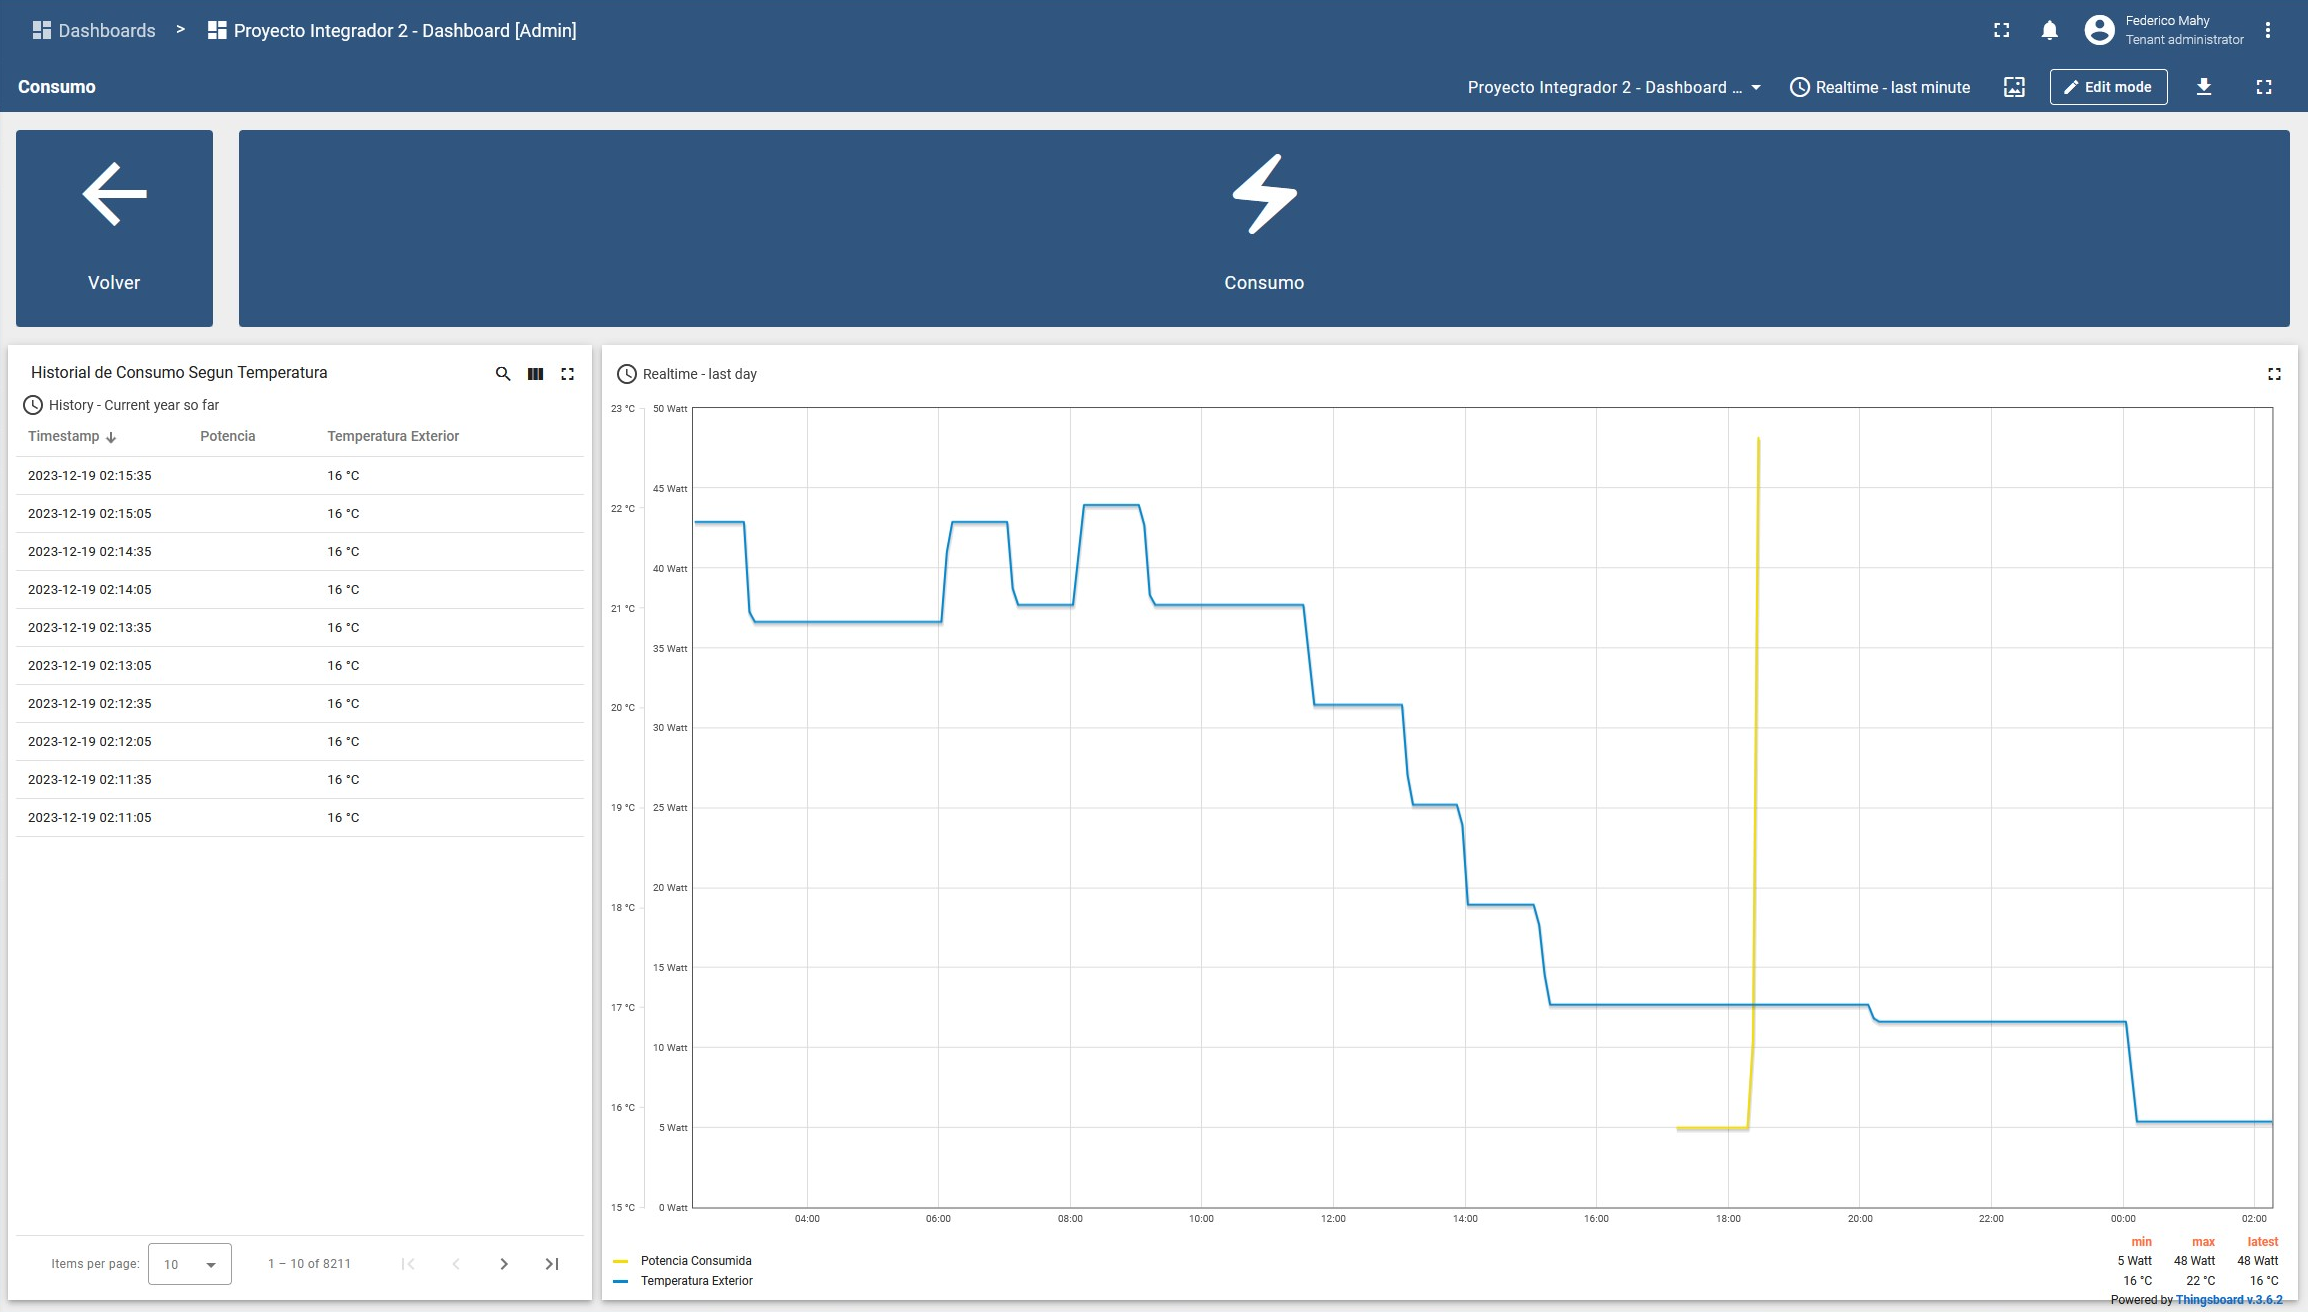 Dashboards > Proyecto Integrador 2 - Dashboard [Admin]
Federico Mahy
Tenant administrator
Consumo
Proyecto Integrador 2 - Dashboard ...
Realtime - last minute
Edit mode
Volver
Consumo
Historial de Consumo Segun Temperatura
History - Current year so far
Timestamp Potencia Temperatura Exterior
2023-12-19 02:15:35 16 °C
2023-12-19 02:15:05 16 °C
2023-12-19 02:14:35 16 °C
2023-12-19 02:14:05 16 °C
2023-12-19 02:13:35 16 °C
2023-12-19 02:13:05 16 °C
2023-12-19 02:12:35 16 °C
2023-12-19 02:12:05 16 °C
2023-12-19 02:11:35 16 °C
2023-12-19 02:11:05 16 °C
Items per page: 10 1 – 10 of 8211
Realtime - last day
23 °C 50 Watt
45 Watt
22 °C
40 Watt
21 °C
35 Watt
20 °C
30 Watt
19 °C 25 Watt
20 Watt
18 °C
15 Watt
17 °C
10 Watt
16 °C
5 Watt
15 °C 0 Watt
04:00 06:00 08:00 10:00 12:00 14:00 16:00 18:00 20:00 22:00 00:00 02:00
min max latest
Potencia Consumida 5 Watt 48 Watt 48 Watt
Temperatura Exterior 16 °C 22 °C 16 °C
Powered by Thingsboard v.3.6.2